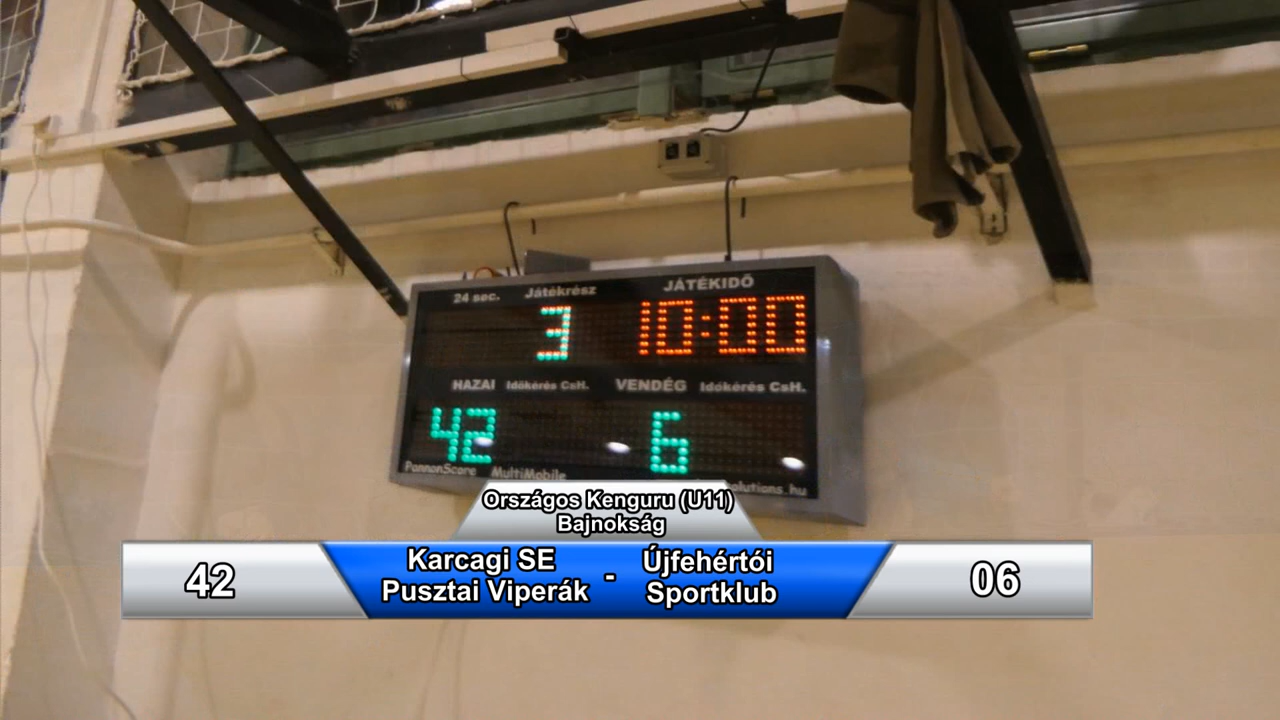 24 sec. Játékrész JÁTÉKIDŐ
3 10:00
HAZAI Időkérés CsH. VENDÉG Időkérés CsH.
42 6
PannonScore MultiMobile olutions.hu
Országos Kenguru (U11)
Bajnokság
42
Karcagi SE
Pusztai Viperák
-
Újfehértói
Sportklub
06